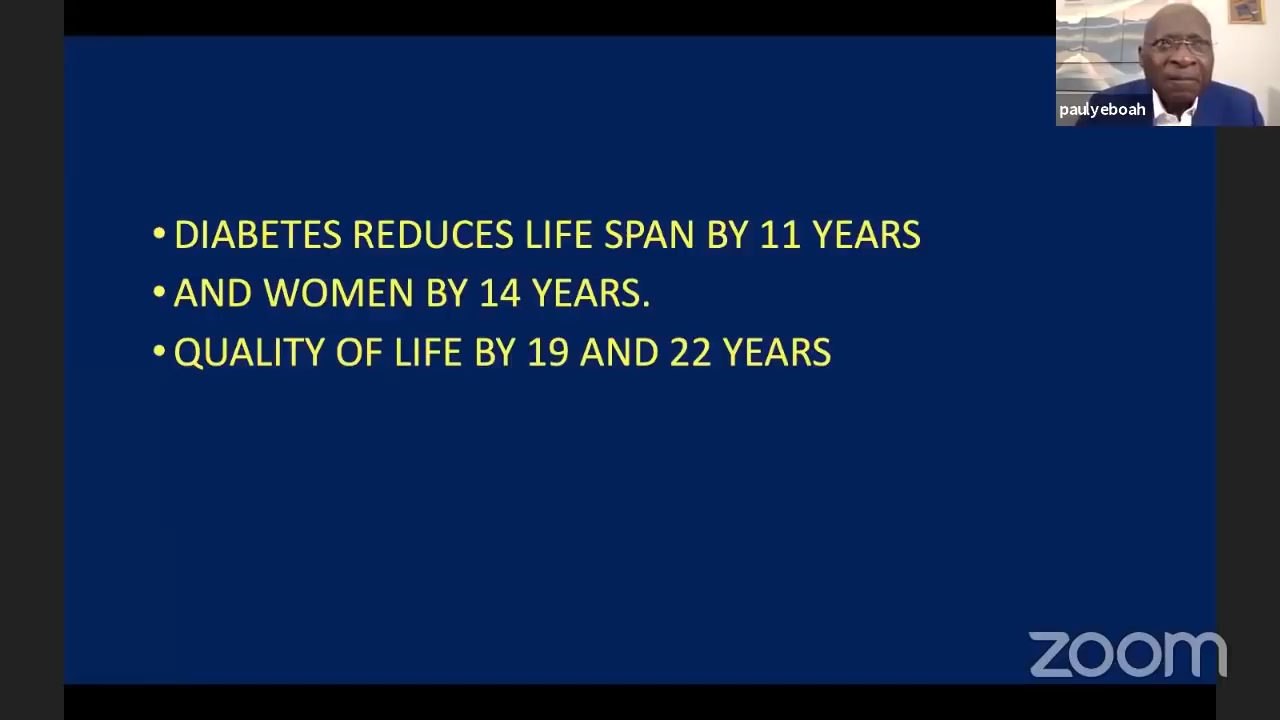 paulyeboah
• DIABETES REDUCES LIFE SPAN BY 11 YEARS
• AND WOMEN BY 14 YEARS.
• QUALITY OF LIFE BY 19 AND 22 YEARS
zoom